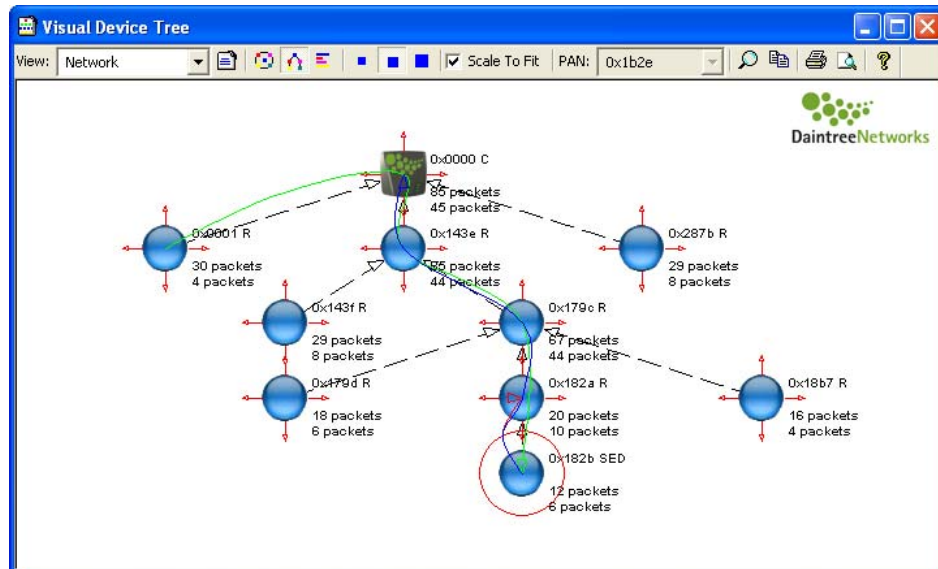 Visual Device Tree
View: Network Scale To Fit PAN: 0x1b2e
DaintreeNetworks
0x0000 C
85 packets
45 packets
0x0001 R
30 packets
4 packets
0x143e R
65 packets
44 packets
0x287b R
29 packets
8 packets
0x143f R
29 packets
8 packets
0x179c R
67 packets
44 packets
0x179d R
18 packets
6 packets
0x182a R
20 packets
10 packets
0x18b7 R
16 packets
4 packets
0x182b SED
12 packets
6 packets